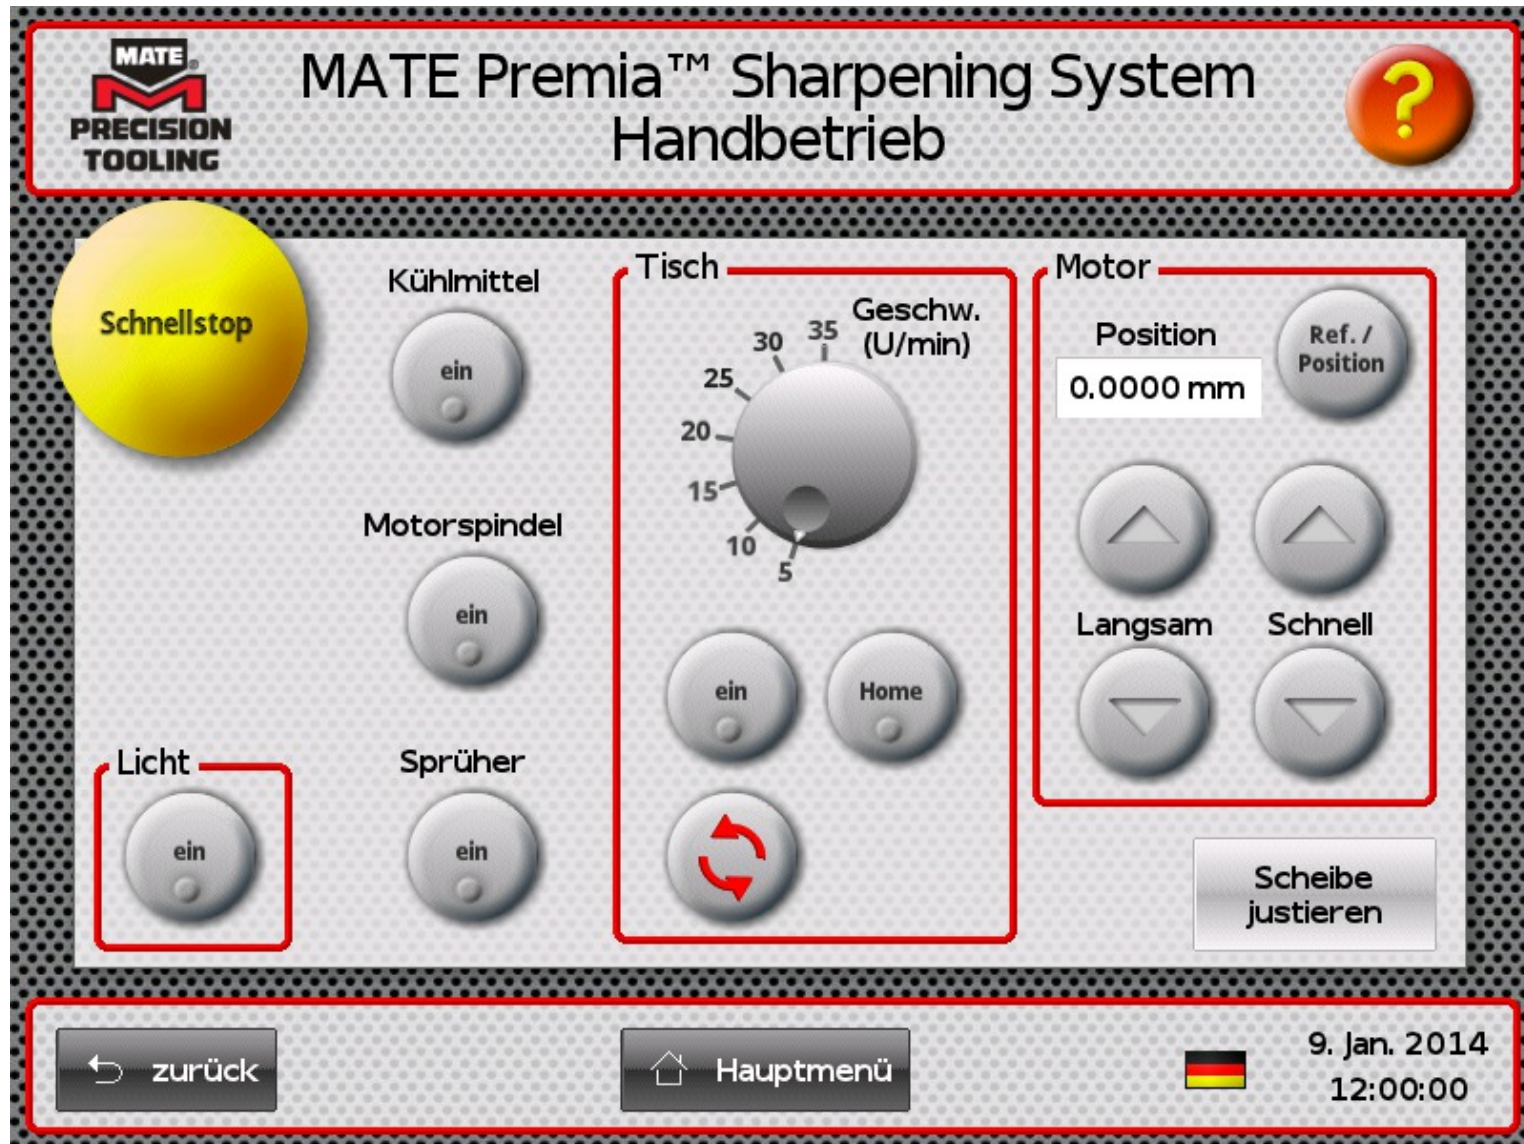 MATE
PRECISION
TOOLING
MATE Premia™ Sharpening System
Handbetrieb
?
Schnellstop
Kühlmittel
ein
Motorspindel
ein
Licht
ein
Sprüher
ein
Tisch
Geschw.
(U/min)
35
30
25
20
15
10
5
ein
Home
Motor
Position
0.0000 mm
Ref. /
Position
Langsam
Schnell
Scheibe
justieren
zurück
Hauptmenü
9. Jan. 2014
12:00:00